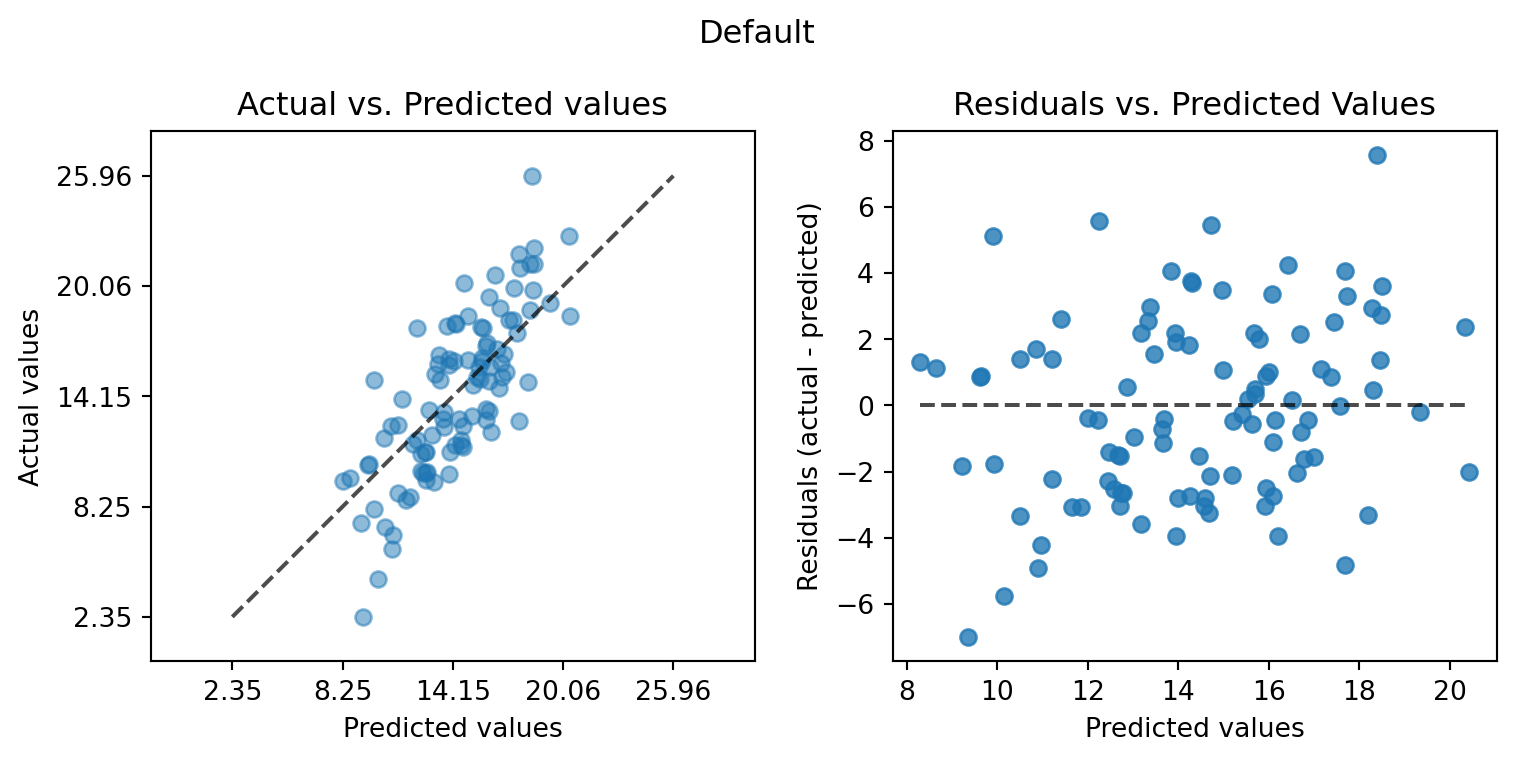 Default
Actual vs. Predicted values
25.96
20.06
14.15
8.25
2.35
Actual values
2.35 8.25 14.15 20.06 25.96
Predicted values
Residuals vs. Predicted Values
8
6
4
2
0
−2
−4
−6
Residuals (actual - predicted)
8 10 12 14 16 18 20
Predicted values